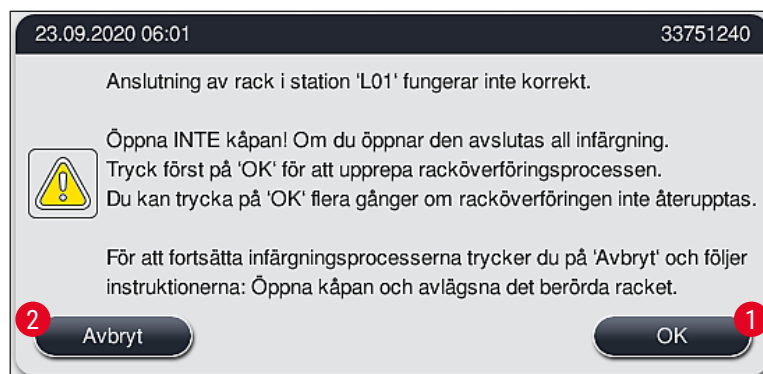 23.09.2020 06:01 33751240
Anslutning av rack i station 'L01' fungerar inte korrekt.
Öppna INTE kåpan! Om du öppnar den avslutas all infärgning.
Tryck först på 'OK' för att upprepa racköverföringsprocessen.
Du kan trycka på 'OK' flera gånger om racköverföringen inte återupptas.
För att fortsätta infärgningsprocesserna trycker du på 'Avbryt' och följer
instruktionerna: Öppna kåpan och avlägsna det berörda racket.
2 Avbryt OK 1